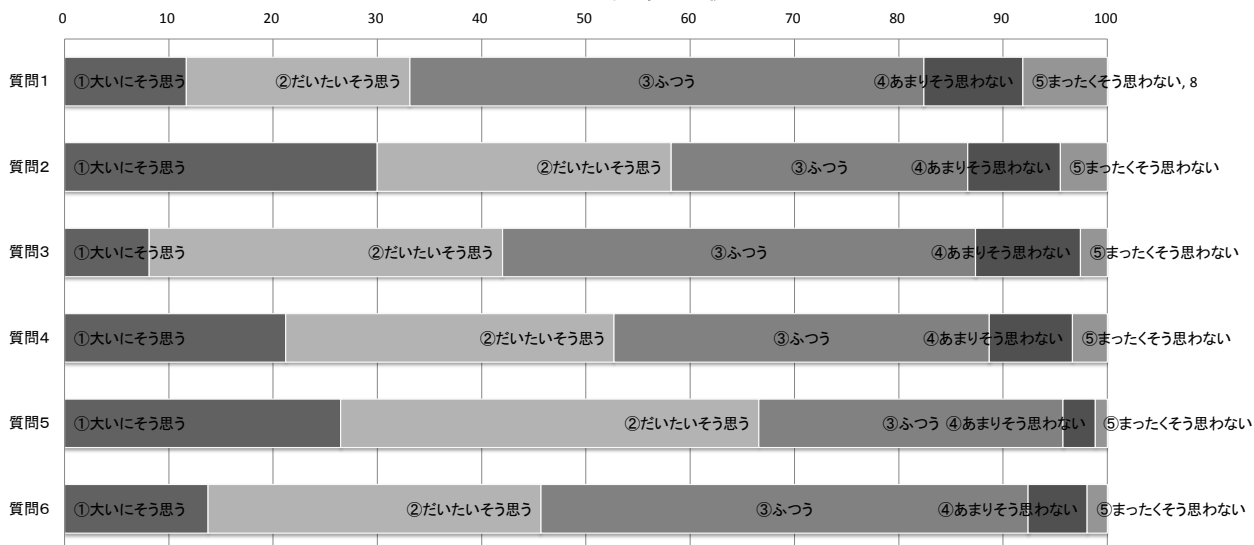 0 10 20 30 40 50 60 70 80 90 100
質問1 ①大いにそう思う ②だいたいそう思う ③ふつう ④あまりそう思わない ⑤まったくそう思わない, 8
質問2 ①大いにそう思う ②だいたいそう思う ③ふつう ④あまりそう思わない ⑤まったくそう思わない
質問3 ①大いにそう思う ②だいたいそう思う ③ふつう ④あまりそう思わない ⑤まったくそう思わない
質問4 ①大いにそう思う ②だいたいそう思う ③ふつう ④あまりそう思わない ⑤まったくそう思わない
質問5 ①大いにそう思う ②だいたいそう思う ③ふつう ④あまりそう思わない ⑤まったくそう思わない
質問6 ①大いにそう思う ②だいたいそう思う ③ふつう ④あまりそう思わない ⑤まったくそう思わない